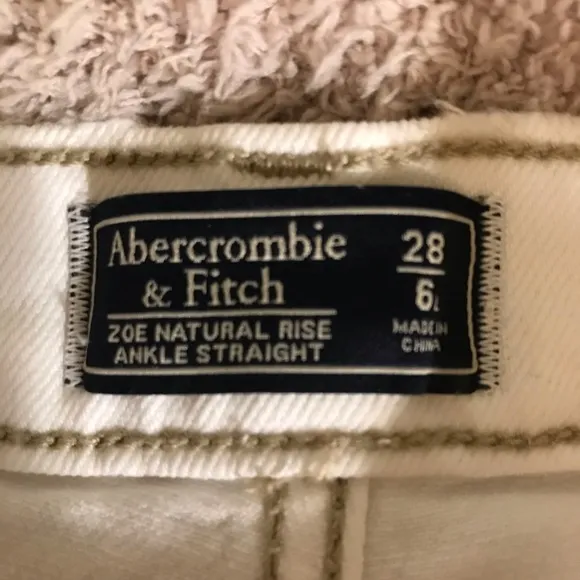 Abercrombie
& Fitch
ZOE NATURAL RISE
ANKLE STRAIGHT
28
6L
MADE IN
CHINA